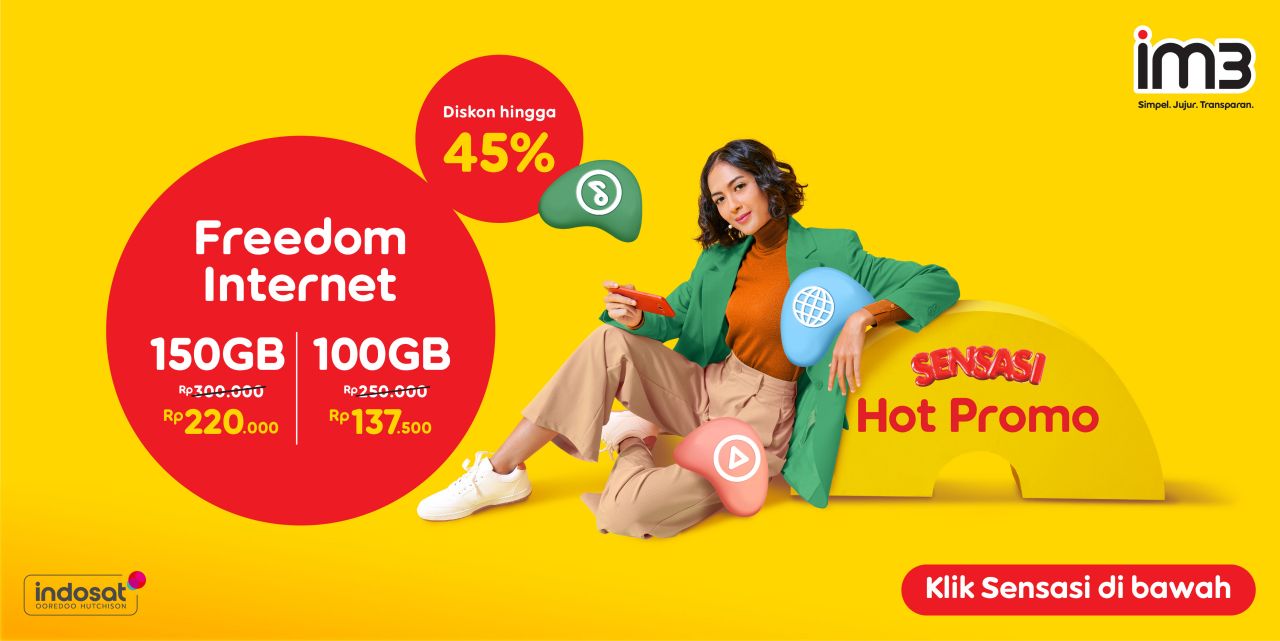 im3
Simpel. Jujur. Transparan.
Diskon hingga
45%
Freedom
Internet
150GB
Rp300.000
Rp220.000
100GB
Rp250.000
Rp137.500
SENSASI
Hot Promo
indosat
OOREDOO HUTCHISON
Klik Sensasi di bawah